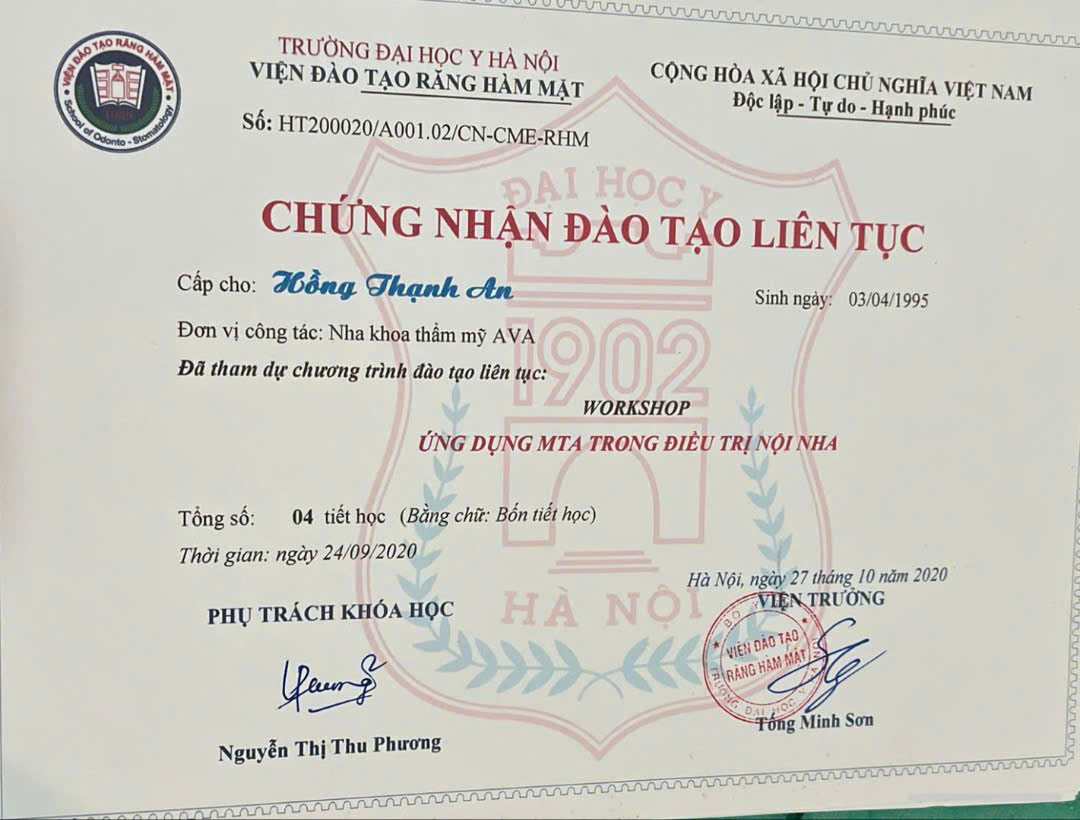 VIỆN ĐÀO TẠO RĂNG HÀM MẶT
School of Odonto - Stomatology
TRƯỜNG ĐẠI HỌC Y HÀ NỘI
VIỆN ĐÀO TẠO RĂNG HÀM MẶT
Số: HT200020/A001.02/CN-CME-RHM
CỘNG HÒA XÃ HỘI CHỦ NGHĨA VIỆT NAM
Độc lập - Tự do - Hạnh phúc
ĐẠI HỌC Y
CHỨNG NHẬN ĐÀO TẠO LIÊN TỤC
Cấp cho: Hồng Thạnh An
Sinh ngày: 03/04/1995
Đơn vị công tác: Nha khoa thẩm mỹ AVA
1902
Đã tham dự chương trình đào tạo liên tục:
WORKSHOP
ỨNG DỤNG MTA TRONG ĐIỀU TRỊ NỘI NHA
Tổng số: 04 tiết học (Bằng chữ: Bốn tiết học)
Thời gian: ngày 24/09/2020
HÀ NỘI
Hà Nội, ngày 27 tháng 10 năm 2020
PHỤ TRÁCH KHÓA HỌC
VIỆN TRƯỞNG
VIỆN ĐÀO TẠO
RĂNG HÀM MẶT
TRƯỜNG ĐẠI HỌC Y HÀ NỘI
Nguyễn Thị Thu Phương
Tống Minh Sơn